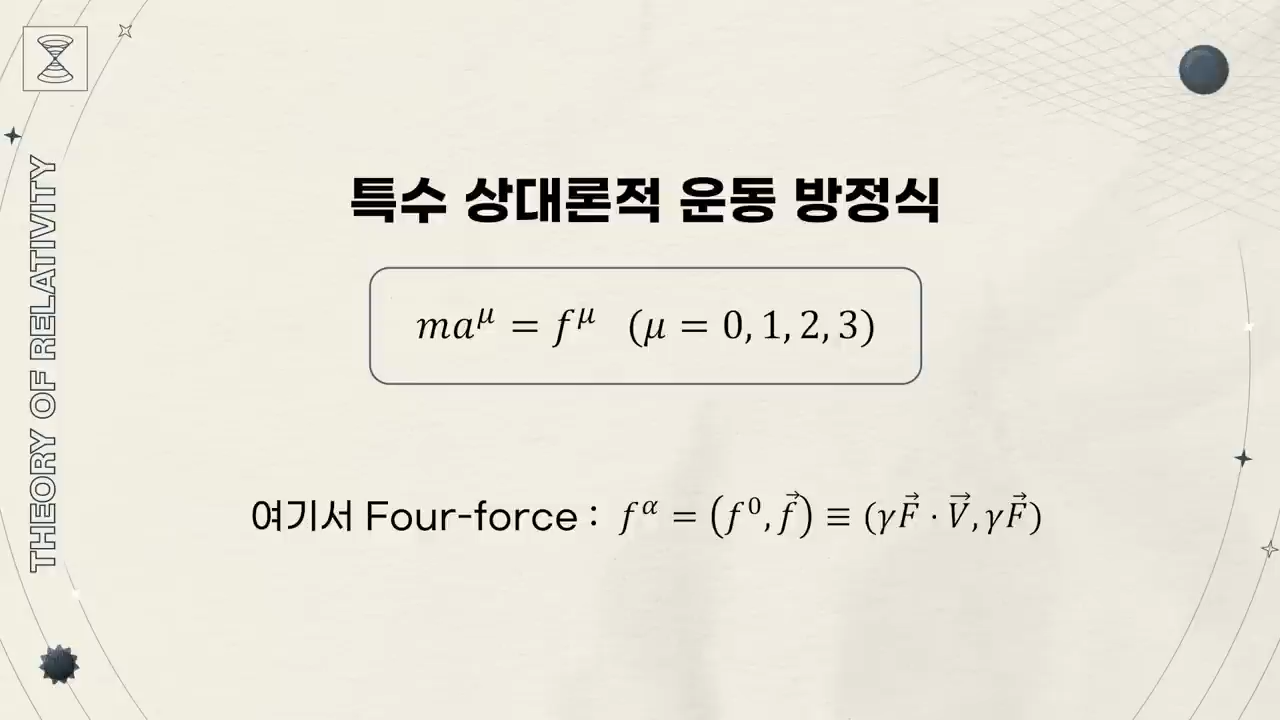 특수 상대론적 운동 방정식
maᵘ = fᵘ (μ = 0, 1, 2, 3)
여기서 Four-force : f^α = (f⁰, f⃗) ≡ (γF⃗ · V⃗, γF⃗)
THEORY OF RELATIVITY